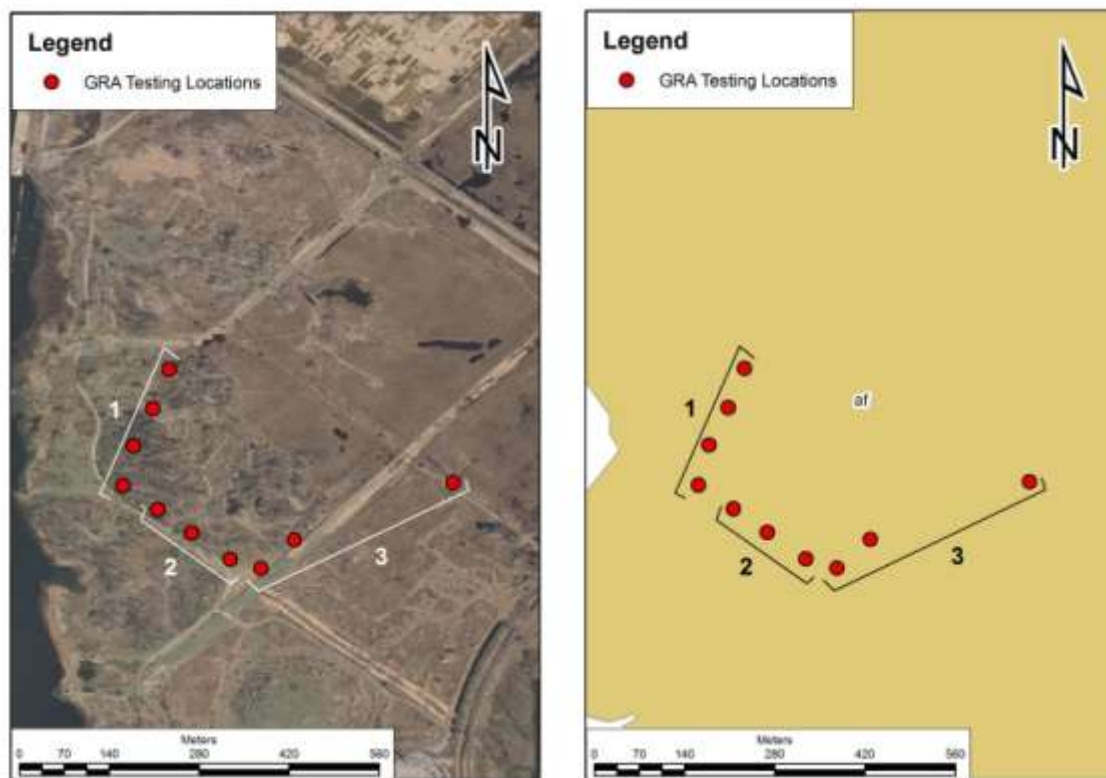 Legend
GRA Testing Locations
N
1
2
3
Meters
0 70 140 280 420 560
Legend
GRA Testing Locations
N
af
1
2
3
Meters
0 70 140 280 420 560